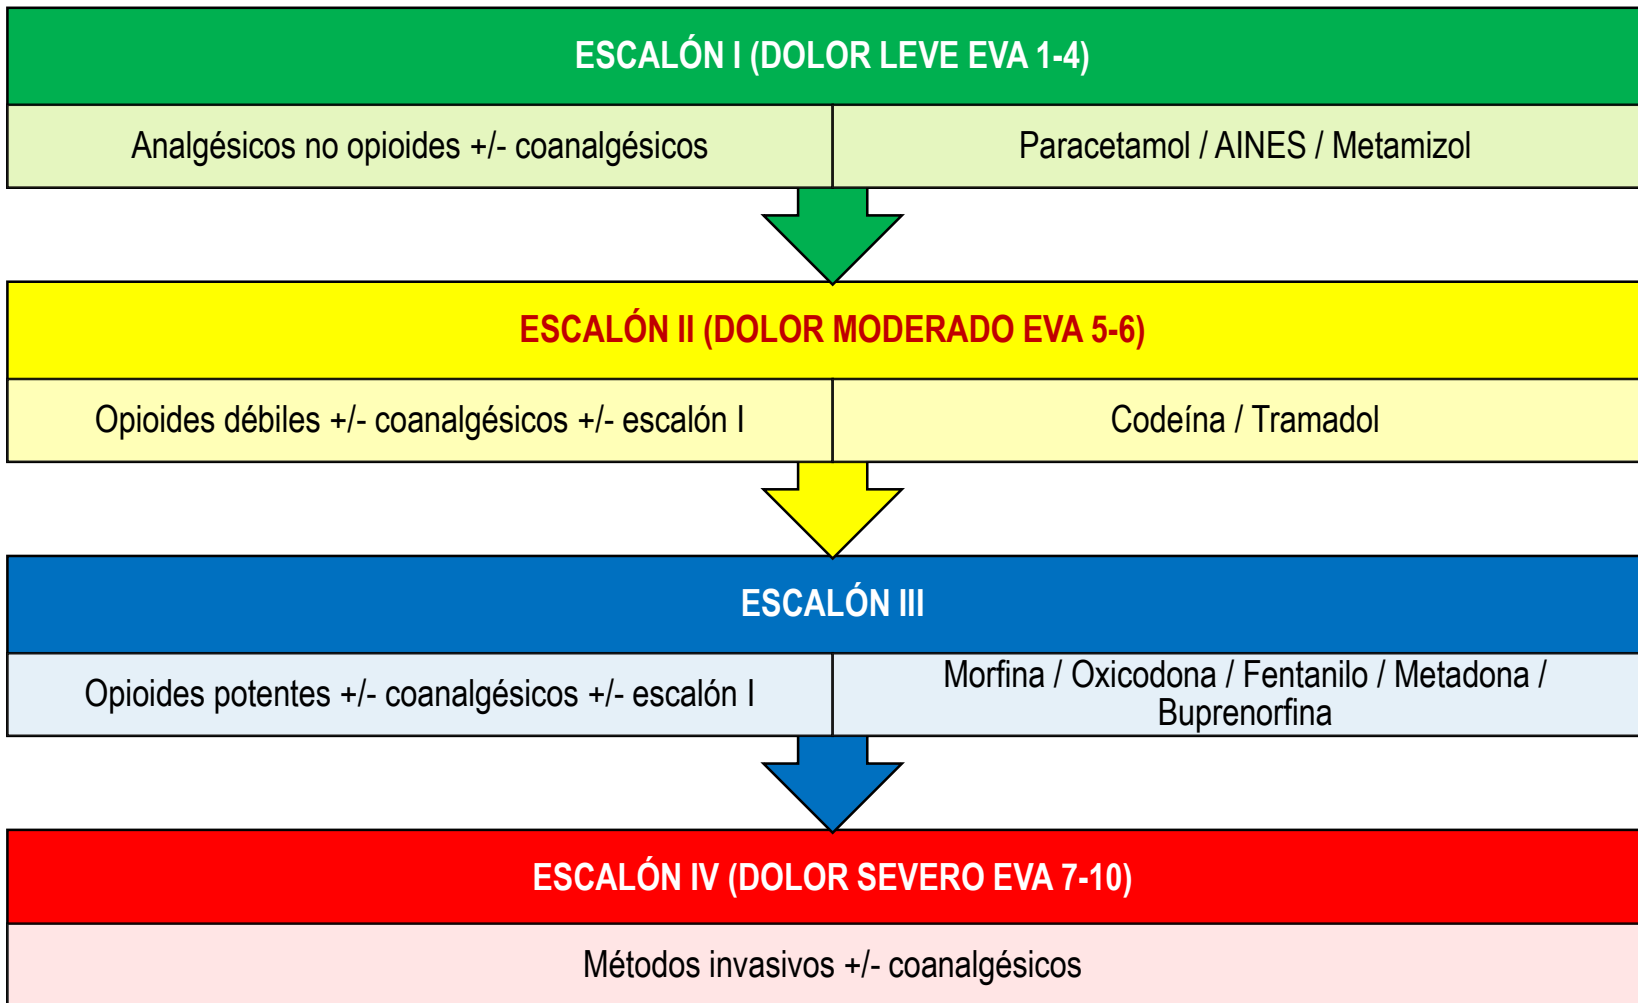 ESCALÓN I (DOLOR LEVE EVA 1-4)
Analgésicos no opioides +/- coanalgésicos
Paracetamol / AINES / Metamizol
ESCALÓN II (DOLOR MODERADO EVA 5-6)
Opioides débiles +/- coanalgésicos +/- escalón I
Codeína / Tramadol
ESCALÓN III
Opioides potentes +/- coanalgésicos +/- escalón I
Morfina / Oxicodona / Fentanilo / Metadona /
Buprenorfina
ESCALÓN IV (DOLOR SEVERO EVA 7-10)
Métodos invasivos +/- coanalgésicos